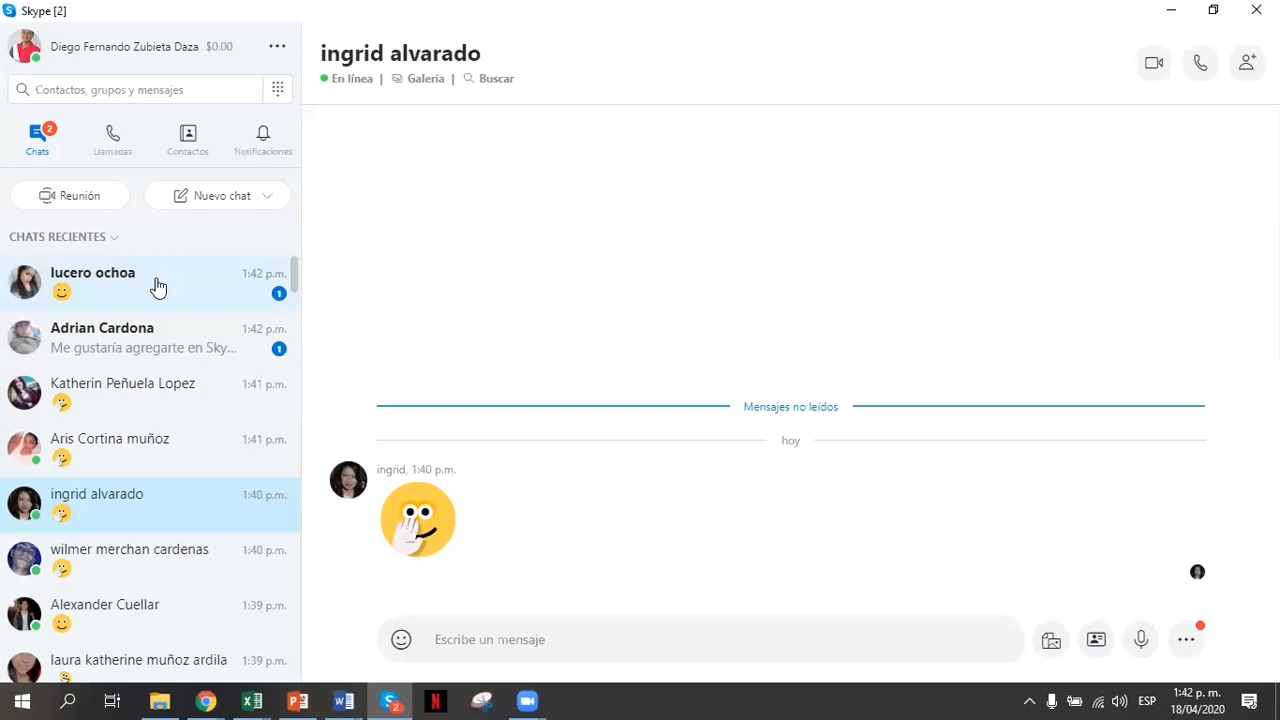 Skype [2]
Diego Fernando Zubieta Daza $0.00
Contactos, grupos y mensajes
2
Chats
Llamadas
Contactos
Notificaciones
Reunión
Nuevo chat
CHATS RECIENTES
lucero ochoa 1:42 p.m.
1
Adrian Cardona 1:42 p.m.
Me gustaría agregarte en Sky... 1
Katherin Peñuela Lopez 1:41 p.m.
Aris Cortina muñoz 1:41 p.m.
ingrid alvarado 1:40 p.m.
wilmer merchan cardenas 1:40 p.m.
Alexander Cuellar 1:39 p.m.
laura katherine muñoz ardila 1:39 p.m.
ingrid alvarado
En línea | Galería | Buscar
Mensajes no leídos
hoy
ingrid, 1:40 p.m.
Escribe un mensaje
2
ESP
1:42 p. m.
18/04/2020